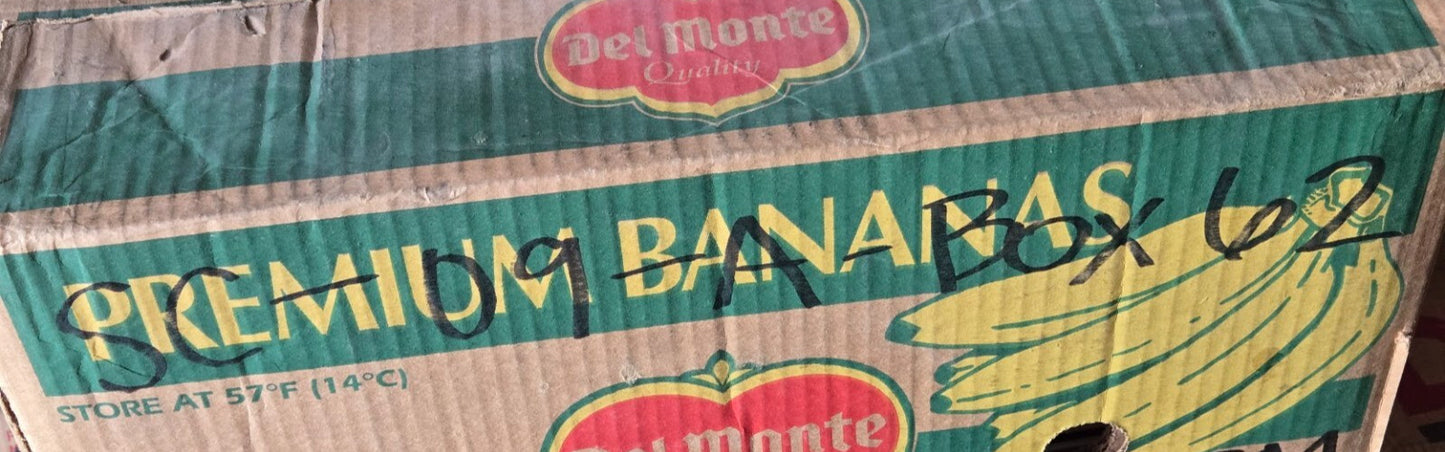 Del Monte
Quality
PREMIUM BANANAS
SC-09-A-Box 62
STORE AT 57°F (14°C)
Del Monte